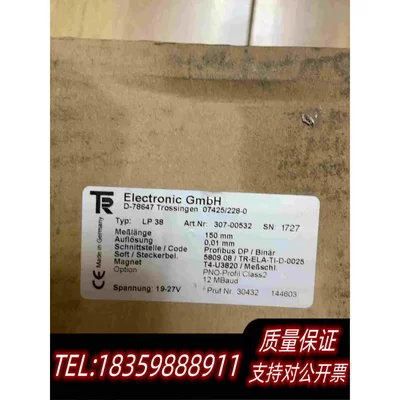 TR
Electronic GmbH
D-78647 Trossingen 07425/228-0
Made in Germany
Typ: LP 38 Art.Nr: 307-00532 SN: 1727
Meßlänge 150 mm
Auflösung 0,01 mm
Schnittstelle / Code Profibus DP / Binär
Soft / Steckerbel. 5809.08 / TR-ELA-TI-D-0025
Magnet T4-U3820 / Meßschl.
Option PNO-Profil Class2
12 MBaud
Spannung: 19-27V Prüf Nr. 30432 144603
CE
质量保证
TEL:18359888911
支持对公开票